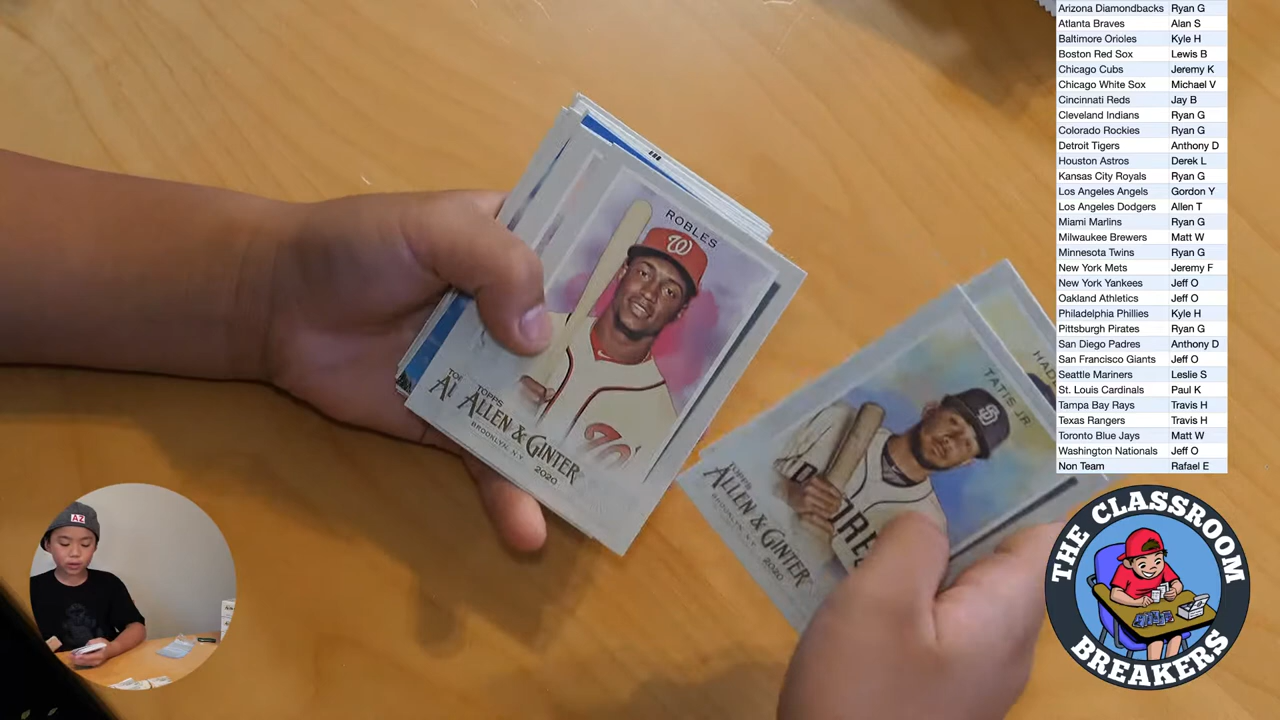 Arizona Diamondbacks Ryan G
Atlanta Braves Alan S
Baltimore Orioles Kyle H
Boston Red Sox Lewis B
Chicago Cubs Jeremy K
Chicago White Sox Michael V
Cincinnati Reds Jay B
Cleveland Indians Ryan G
Colorado Rockies Ryan G
Detroit Tigers Anthony D
Houston Astros Derek L
Kansas City Royals Ryan G
Los Angeles Angels Gordon Y
Los Angeles Dodgers Allen T
Miami Marlins Ryan G
Milwaukee Brewers Matt W
Minnesota Twins Ryan G
New York Mets Jeremy F
New York Yankees Jeff O
Oakland Athletics Jeff O
Philadelphia Phillies Kyle H
Pittsburgh Pirates Ryan G
San Diego Padres Anthony D
San Francisco Giants Jeff O
Seattle Mariners Leslie S
St. Louis Cardinals Paul K
Tampa Bay Rays Travis H
Texas Rangers Travis H
Toronto Blue Jays Matt W
Washington Nationals Jeff O
Non Team Rafael E
ROBLES
W
TOPPS
ALLEN & GINTER
BROOKLYN, N.Y.
2020
HAD
TATIS JR
SD
TOPPS
ALLEN & GINTER
BROOKLYN, N.Y.
2020
AZ
THE CLASSROOM
BREAKERS